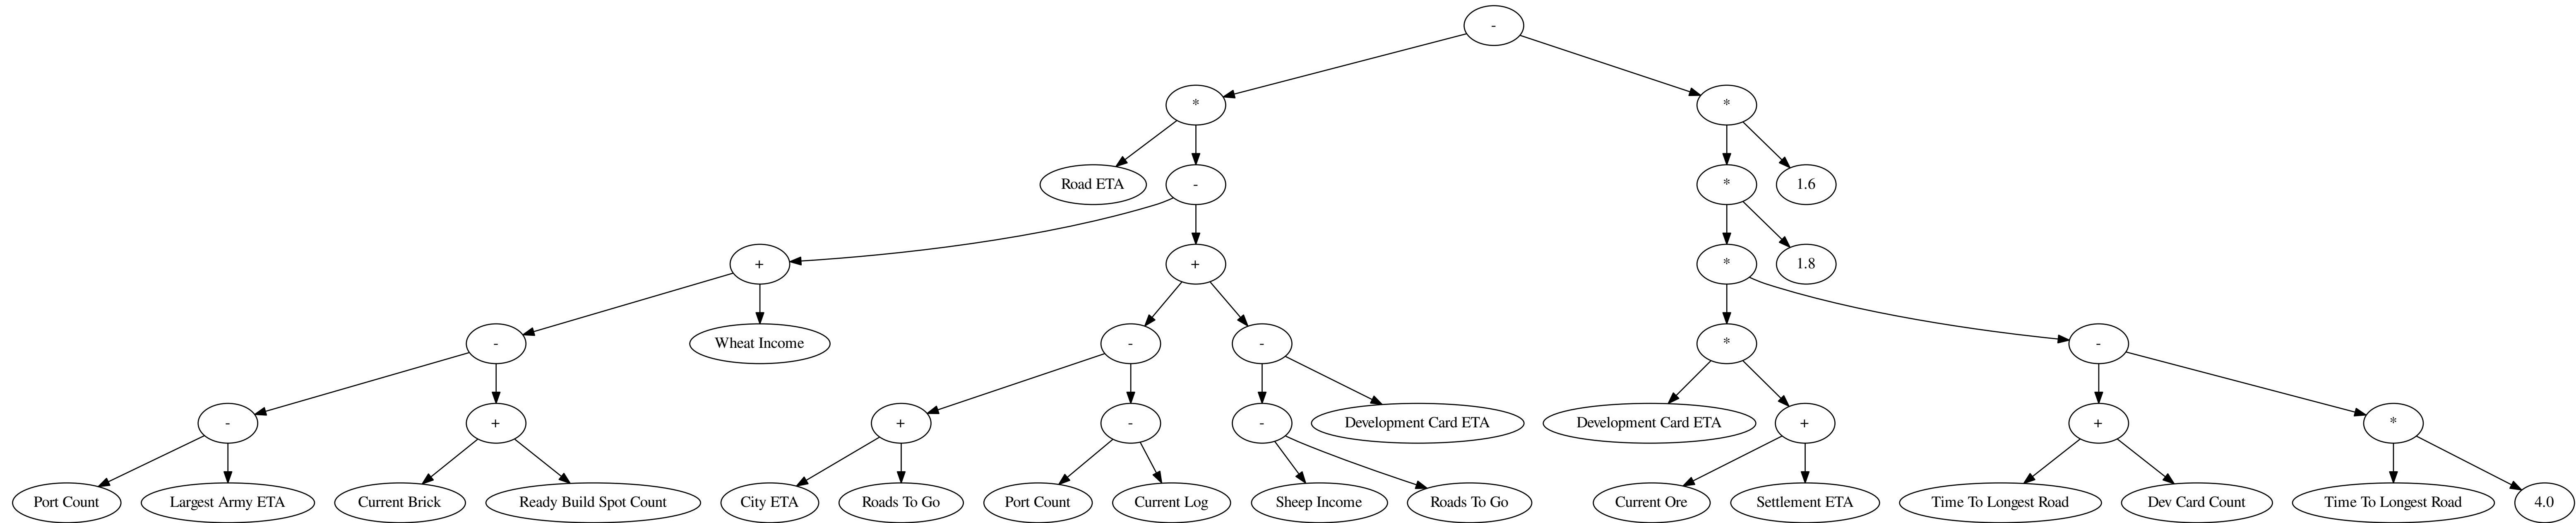 -
*
*
Road ETA
-
*
1.6
+
+
*
1.8
-
Wheat Income
-
-
*
-
-
+
+
-
-
Development Card ETA
Development Card ETA
+
+
*
Port Count
Largest Army ETA
Current Brick
Ready Build Spot Count
City ETA
Roads To Go
Port Count
Current Log
Sheep Income
Roads To Go
Current Ore
Settlement ETA
Time To Longest Road
Dev Card Count
Time To Longest Road
4.0